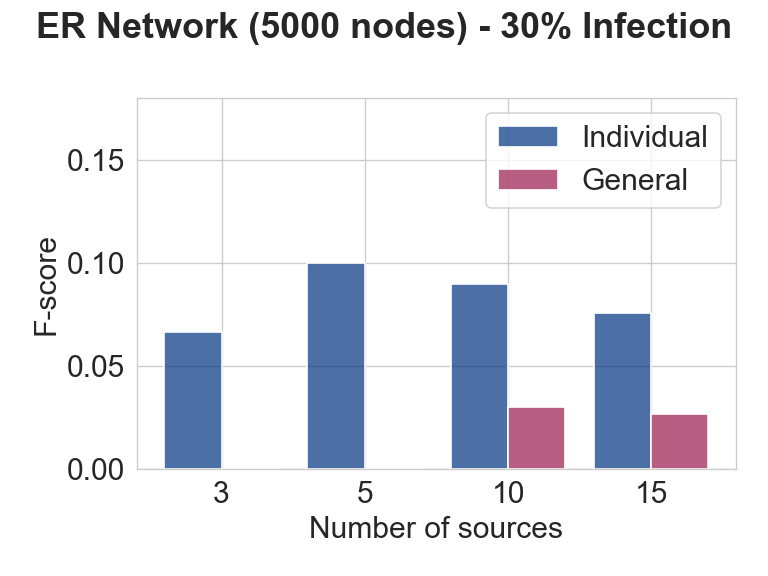 ER Network (5000 nodes) - 30% Infection
Individual
General
0.15
0.10
0.05
0.00
F-score
3 5 10 15
Number of sources